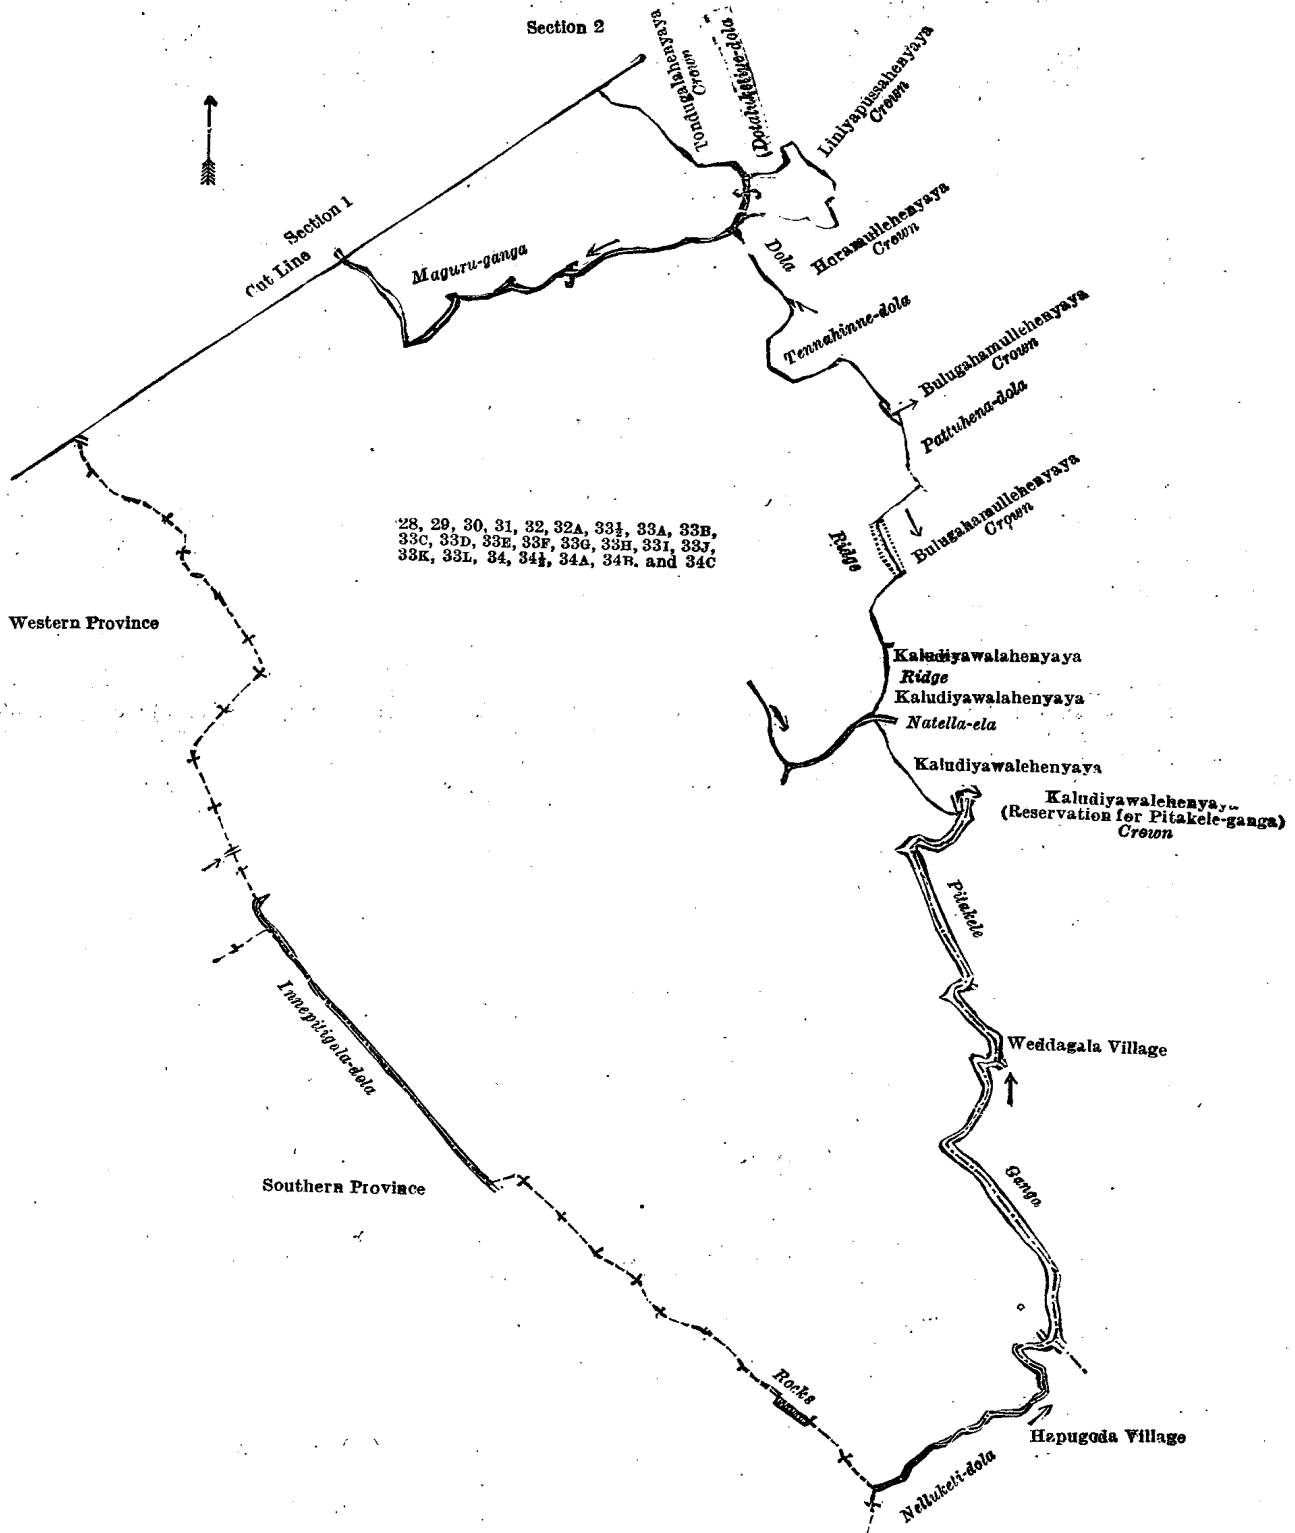 Section 2
Tondugalahenyaya
Crown
Liniyapussahenyaya
Crown
Section 1
Cut Line
Maguru-ganga
Dola
Horamullehenyaya
Crown
Tennahinne-dola
Bulugahamullehenyaya
Crown
Pattuhena-dola
Bulugahamullehenyaya
Crown
Ridge
28, 29, 30, 31, 32, 32A, 33½, 33A, 33B,
33C, 33D, 33E, 33F, 33G, 33H, 33I, 33J,
33K, 33L, 34, 34½, 34A, 34B. and 34C
Western Province
Kaludiyawalahenyaya
Ridge
Kaludiyawalahenyaya
Natella-ela
Kaludiyawalehenyaya
Kaludiyawalehenyaya
(Reservation for Pitakele-ganga)
Crown
Pitakele
Innepitigala-dola
Weddagala Village
Southern Province
Ganga
Rocks
Hapugoda Village
Nelluketi-dola